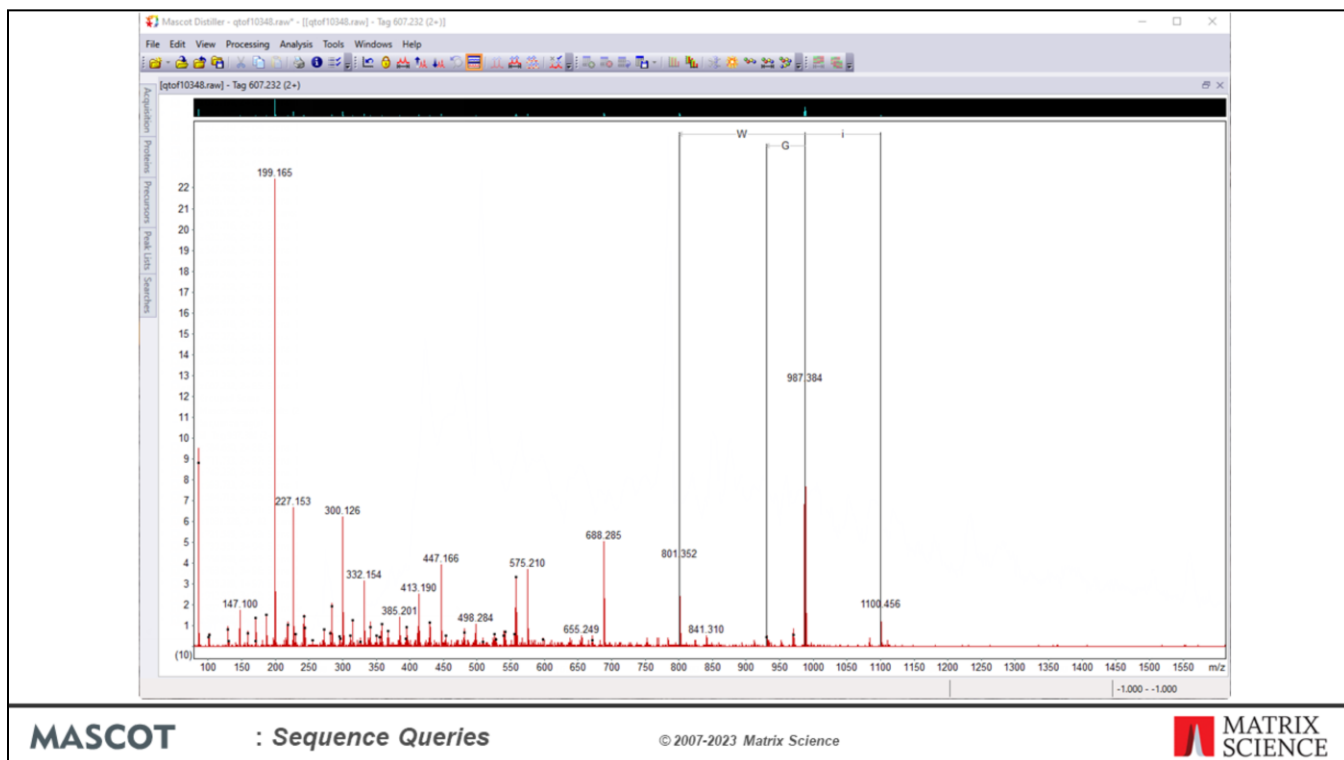 Mascot Distiller - qtof10348.raw* - [[qtof10348.raw] - Tag 607.232 (2+)]
File Edit View Processing Analysis Tools Windows Help
[qtof10348.raw] - Tag 607.232 (2+)
Acquisition
Proteins
Precursors
Peak Lists
Searches
W
i
G
199.165
22
21
20
19
18
17
16
15
14
987.384
13
12
11
10
9
8
7
227.153
300.126
6
688.285
5
447.166
801.352
4
575.210
332.154
3
413.190
147.100
385.201
1100.456
2
498.284
1
655.249
841.310
(10)
100 150 200 250 300 350 400 450 500 550 600 650 700 750 800 850 900 950 1000 1050 1100 1150 1200 1250 1300 1350 1400 1450 1500 1550 m/z
-1.000 - -1.000
MASCOT : Sequence Queries © 2007-2023 Matrix Science
MATRIX
SCIENCE